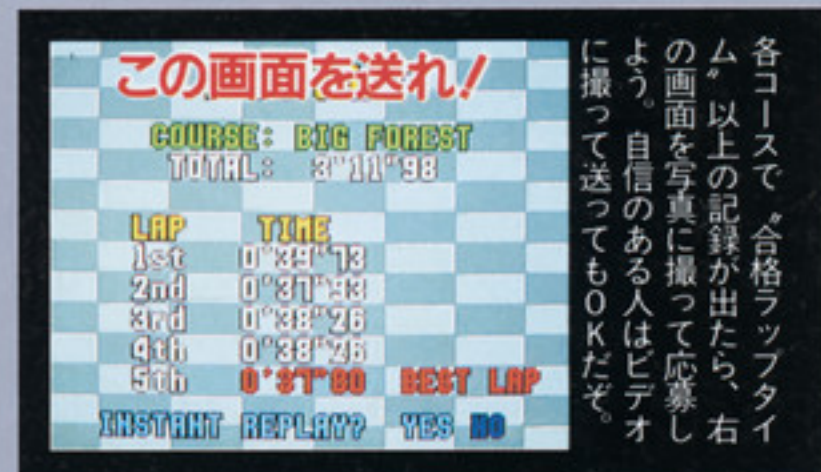 各コースで〝合格ラップタイ
ム〟以上の記録が出たら、右
の画面を写真に撮って応募し
よう。自信のある人はビデオ
に撮って送ってもOKだぞ。
この画面を送れ!
COURSE: BIG FOREST
TOTAL: 3"11"98
LAP TIME
1st 0'39"73
2nd 0'37"93
3rd 0'38"26
4th 0'38"26
5th 0'37"80 BEST LAP
INSTANT REPLAY? YES NO